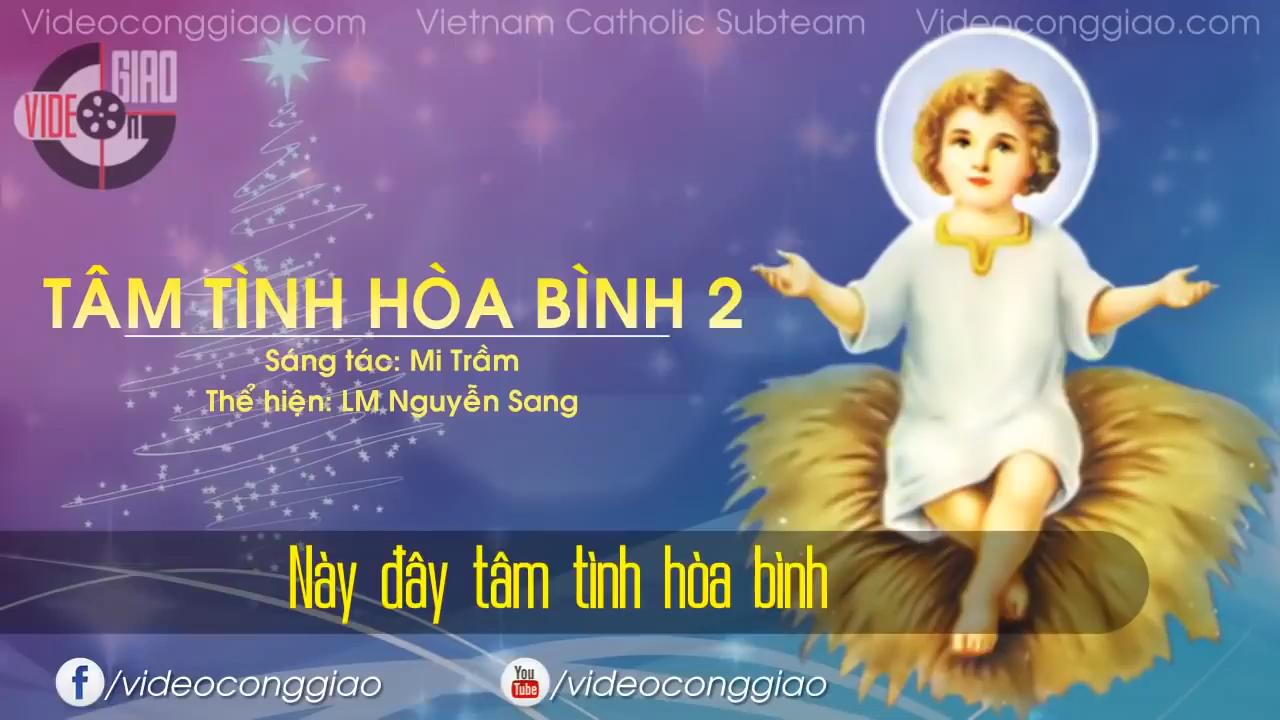 Videoconggiao.com Vietnam Catholic Subteam Videoconggiao.com
GIAO
VIDEO
TÂM TÌNH HÒA BÌNH 2
Sáng tác: Mi Trầm
Thể hiện: LM Nguyễn Sang
Này đây tâm tình hòa bình
f/videoconggiao You Tube/videoconggiao